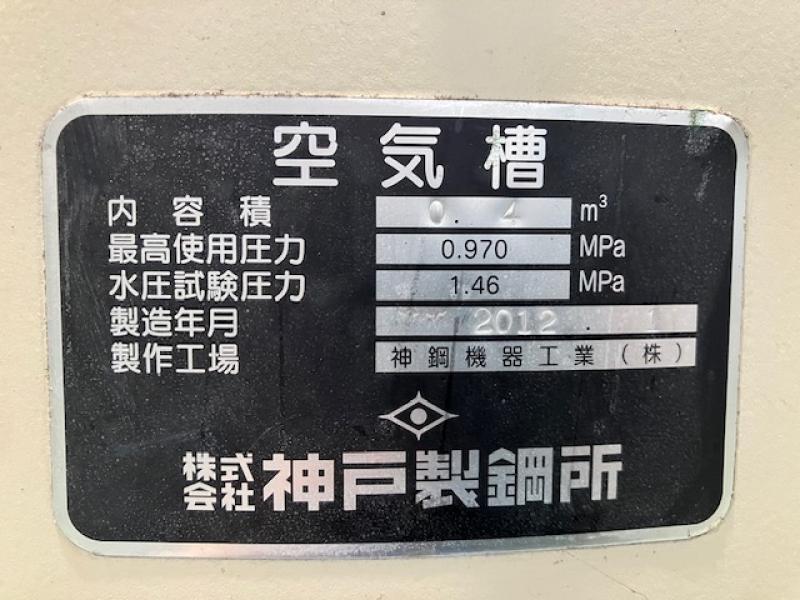 空気槽
内容積 0.4 m³
最高使用圧力 0.970 MPa
水圧試験圧力 1.46 MPa
製造年月 2012.1
製作工場 神鋼機器工業(株)
株式会社神戸製鋼所